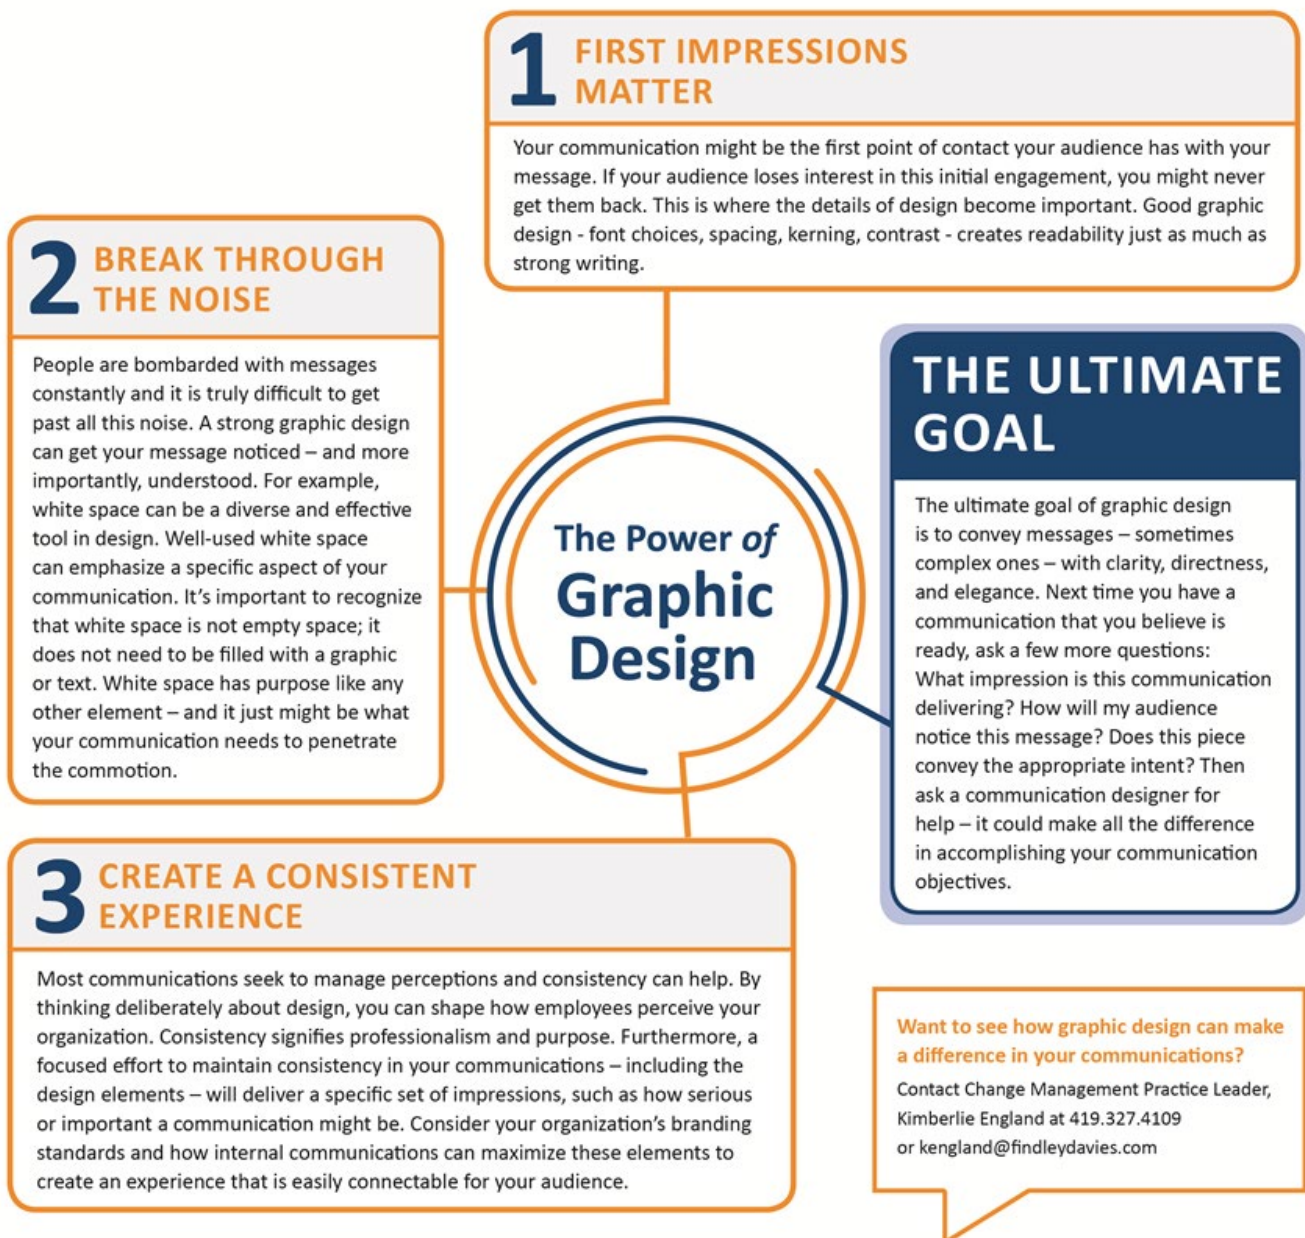 1 FIRST IMPRESSIONS
MATTER
Your communication might be the first point of contact your audience has with your
message. If your audience loses interest in this initial engagement, you might never
get them back. This is where the details of design become important. Good graphic
design - font choices, spacing, kerning, contrast - creates readability just as much as
strong writing.
2 BREAK THROUGH
THE NOISE
People are bombarded with messages
constantly and it is truly difficult to get
past all this noise. A strong graphic design
can get your message noticed – and more
importantly, understood. For example,
white space can be a diverse and effective
tool in design. Well-used white space
can emphasize a specific aspect of your
communication. It's important to recognize
that white space is not empty space; it
does not need to be filled with a graphic
or text. White space has purpose like any
other element – and it just might be what
your communication needs to penetrate
the commotion.
The Power of
Graphic
Design
THE ULTIMATE
GOAL
The ultimate goal of graphic design
is to convey messages – sometimes
complex ones – with clarity, directness,
and elegance. Next time you have a
communication that you believe is
ready, ask a few more questions:
What impression is this communication
delivering? How will my audience
notice this message? Does this piece
convey the appropriate intent? Then
ask a communication designer for
help – it could make all the difference
in accomplishing your communication
objectives.
3 CREATE A CONSISTENT
EXPERIENCE
Most communications seek to manage perceptions and consistency can help. By
thinking deliberately about design, you can shape how employees perceive your
organization. Consistency signifies professionalism and purpose. Furthermore, a
focused effort to maintain consistency in your communications – including the
design elements – will deliver a specific set of impressions, such as how serious
or important a communication might be. Consider your organization's branding
standards and how internal communications can maximize these elements to
create an experience that is easily connectable for your audience.
Want to see how graphic design can make
a difference in your communications?
Contact Change Management Practice Leader,
Kimberlie England at 419.327.4109
or kengland@findleydavies.com